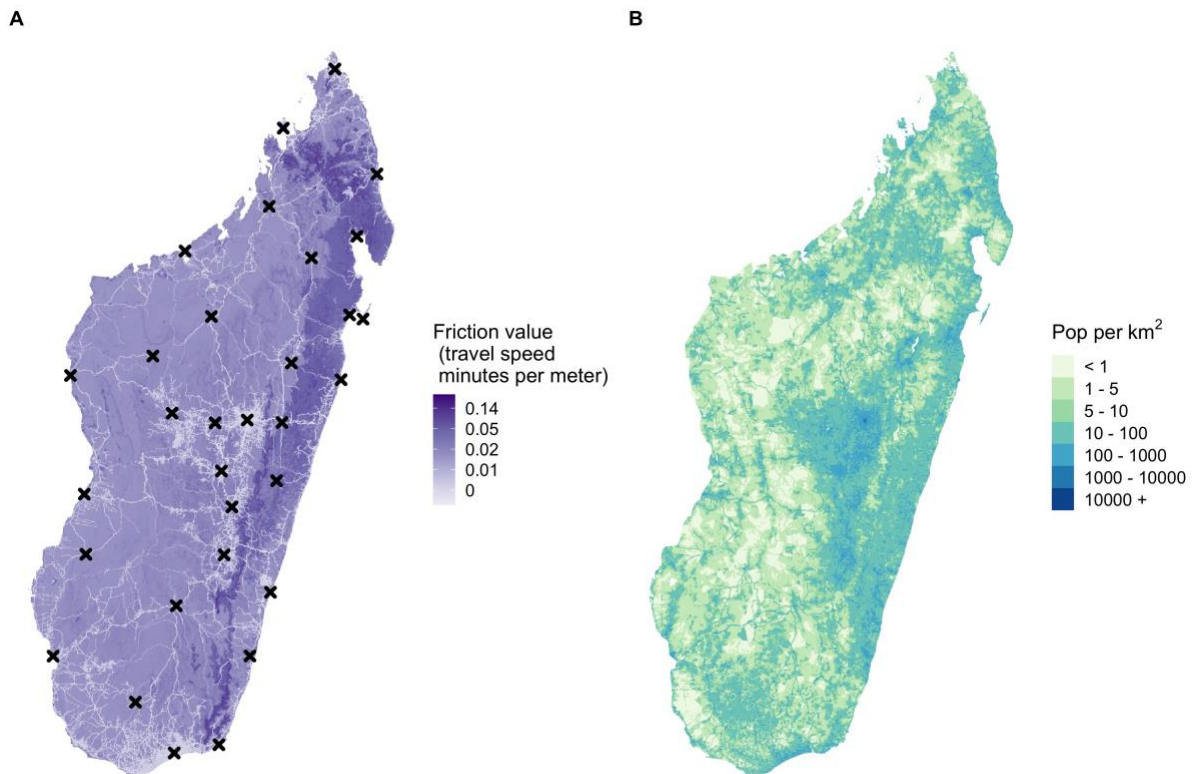 A
B
Friction value
(travel speed
minutes per meter)
0.14
0.05
0.02
0.01
0
Pop per km²
< 1
1 - 5
5 - 10
10 - 100
100 - 1000
1000 - 10000
10000 +